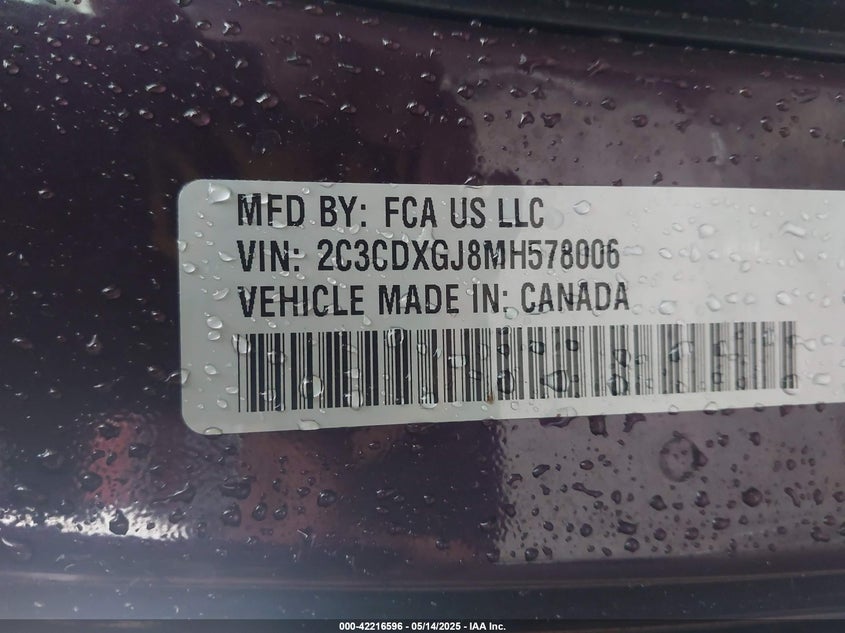 MFD BY: FCA US LLC
VIN: 2C3CDXGJ8MH578006
VEHICLE MADE IN: CANADA
000-42216596 - 05/14/2025 - IAA Inc.